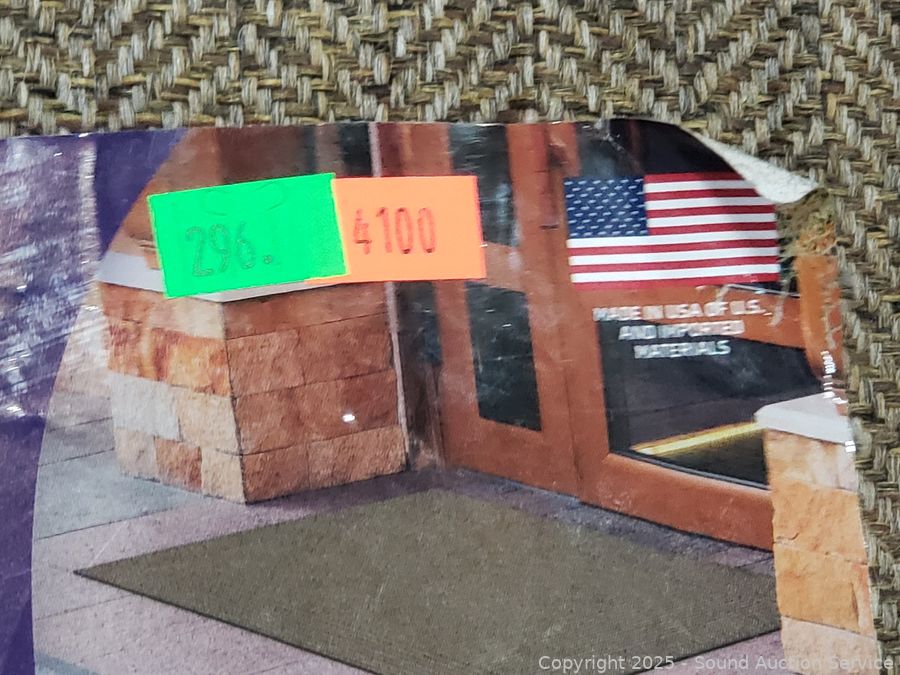 296.
4100
MADE IN USA OF U.S.
AND IMPORTED
MATERIALS
Copyright 2025 - Sound Auction Service